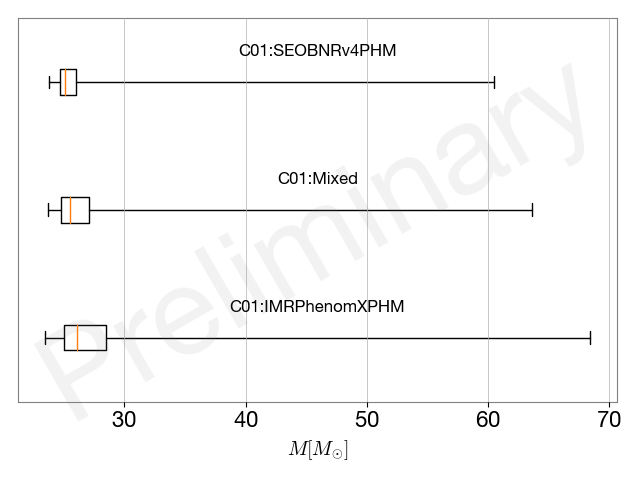 C01:SEOBNRv4PHM
C01:Mixed
C01:IMRPhenomXPHM
Preliminary
30 40 50 60 70
M[M⊙]